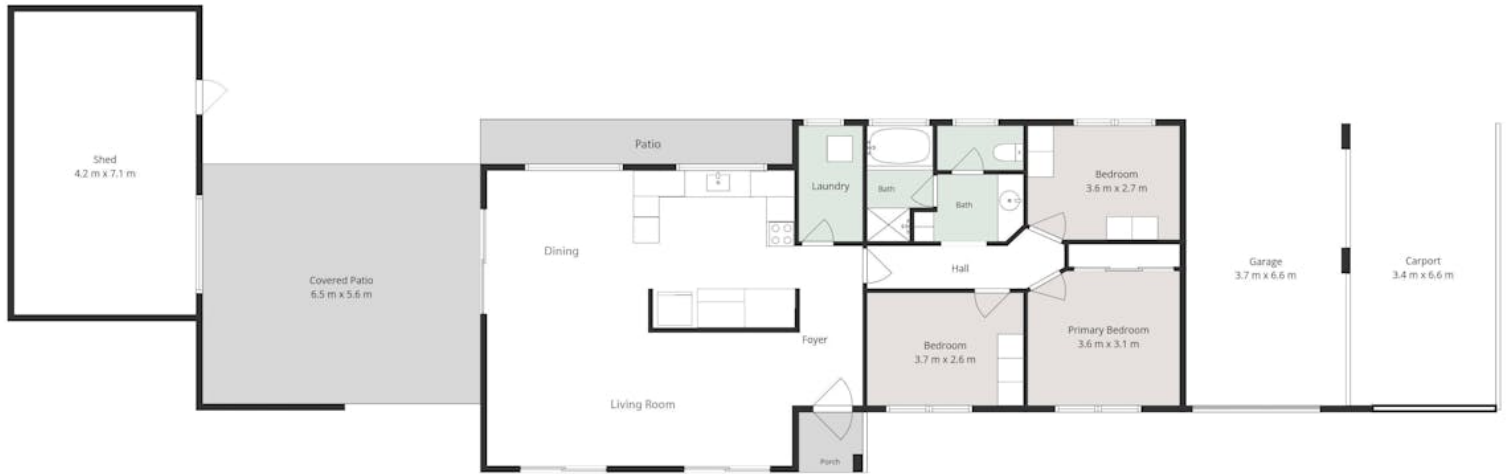 Shed
4.2 m x 7.1 m
Covered Patio
6.5 m x 5.6 m
Patio
Dining
Living Room
Foyer
Porch
Laundry
Bath
Bath
Hall
Bedroom
3.6 m x 2.7 m
Bedroom
3.7 m x 2.6 m
Primary Bedroom
3.6 m x 3.1 m
Garage
3.7 m x 6.6 m
Carport
3.4 m x 6.6 m